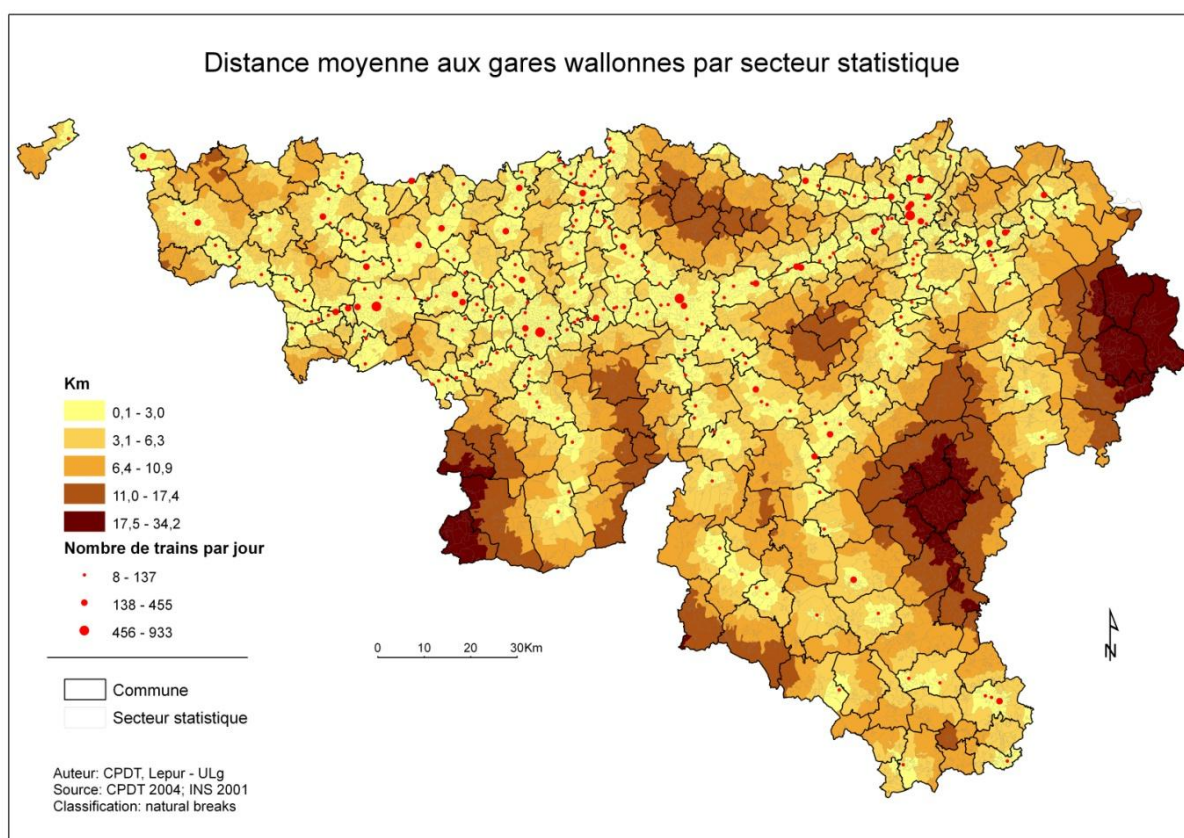 Distance moyenne aux gares wallonnes par secteur statistique
Km
0,1 - 3,0
3,1 - 6,3
6,4 - 10,9
11,0 - 17,4
17,5 - 34,2
Nombre de trains par jour
8 - 137
138 - 455
456 - 933
0 10 20 30Km
N
Commune
Secteur statistique
Auteur: CPDT, Lepur - ULg
Source: CPDT 2004; INS 2001
Classification: natural breaks